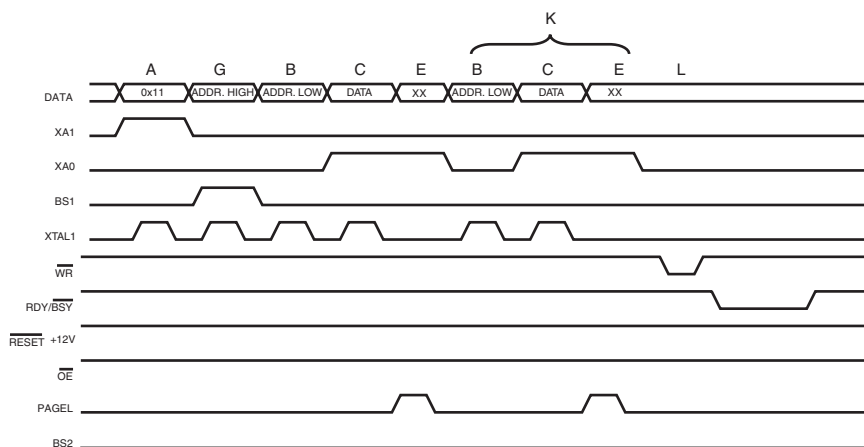 K
A G B C E B C E L
DATA 0x11 ADDR. HIGH ADDR. LOW DATA XX ADDR. LOW DATA XX
XA1
XA0
BS1
XTAL1
WR
RDY/BSY
RESET +12V
OE
PAGEL
BS2